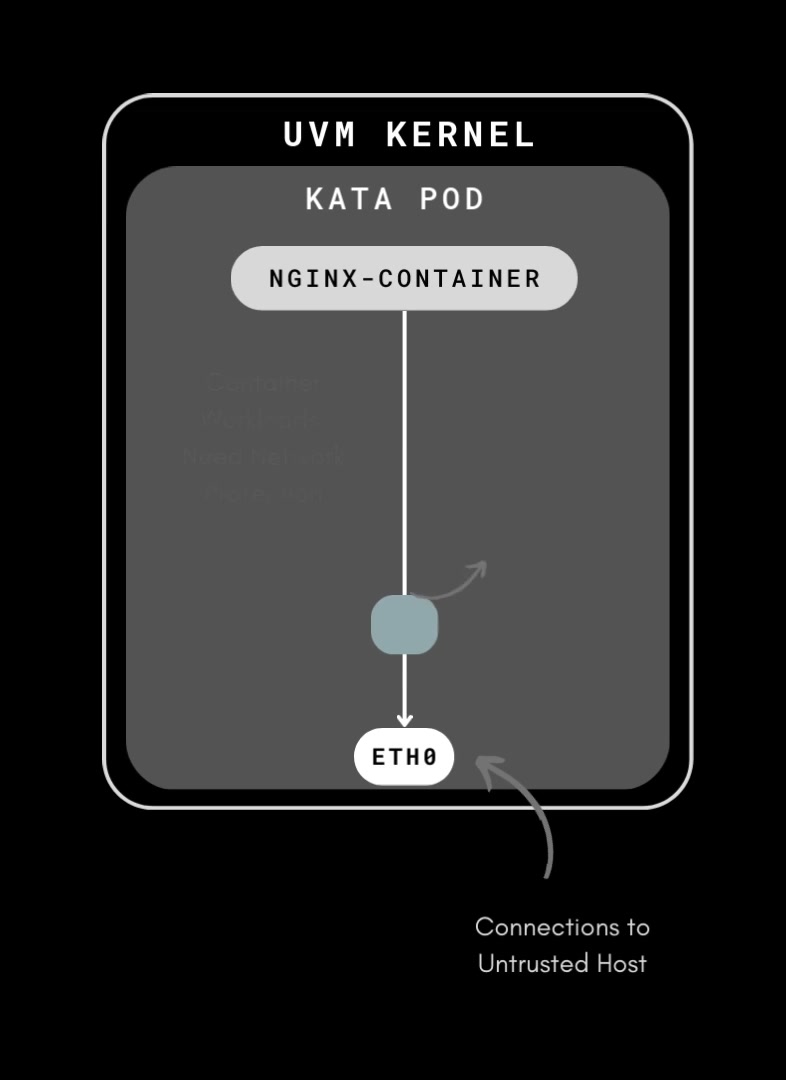 UVM KERNEL
KATA POD
NGINX-CONTAINER
Container
Workloads
Need Network
Protection
ETH0
Connections to
Untrusted Host